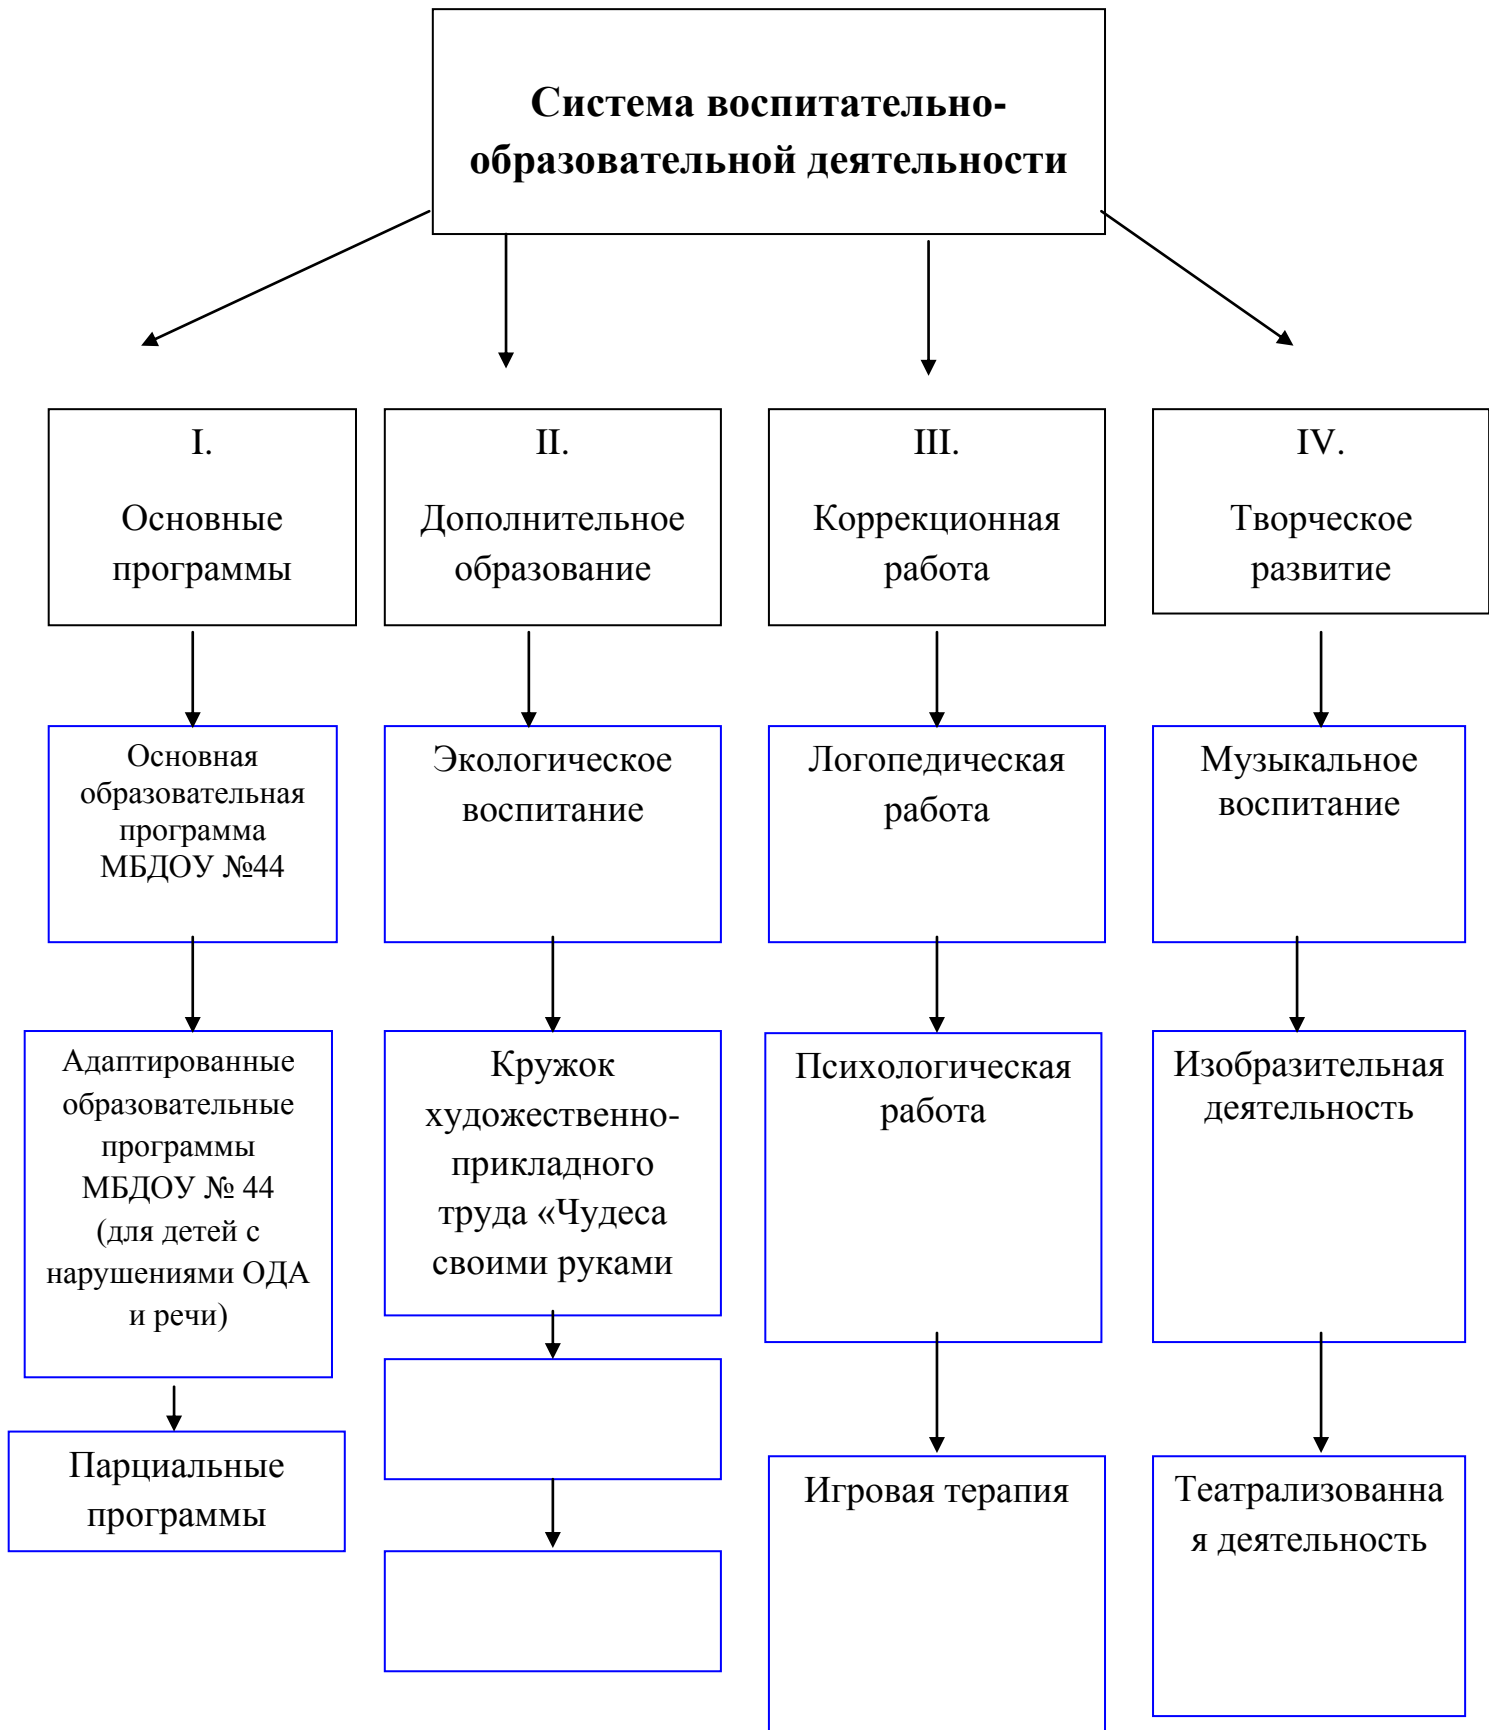 Система воспитательно-
образовательной деятельности
I.
Основные
программы
II.
Дополнительное
образование
III.
Коррекционная
работа
IV.
Творческое
развитие
Основная
образовательная
программа
МБДОУ №44
Экологическое
воспитание
Логопедическая
работа
Музыкальное
воспитание
Адаптированные
образовательные
программы
МБДОУ № 44
(для детей с
нарушениями ОДА
и речи)
Кружок
художественно-
прикладного
труда «Чудеса
своими руками
Психологическая
работа
Изобразительная
деятельность
Парциальные
программы
Игровая терапия
Театрализованна
я деятельность